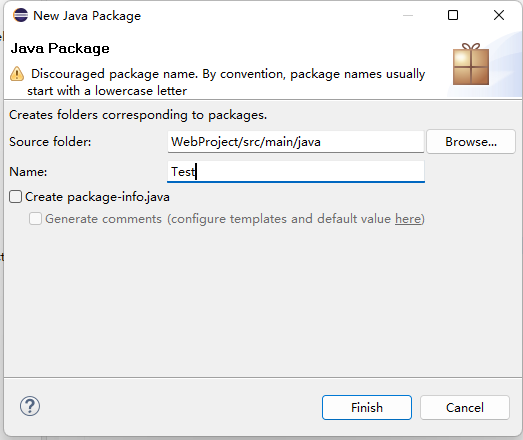 New Java Package
Java Package
Discouraged package name. By convention, package names usually
start with a lowercase letter
Creates folders corresponding to packages.
Source folder: WebProject/src/main/java Browse...
Name: Test
Create package-info.java
Generate comments (configure templates and default value here)
? Finish Cancel